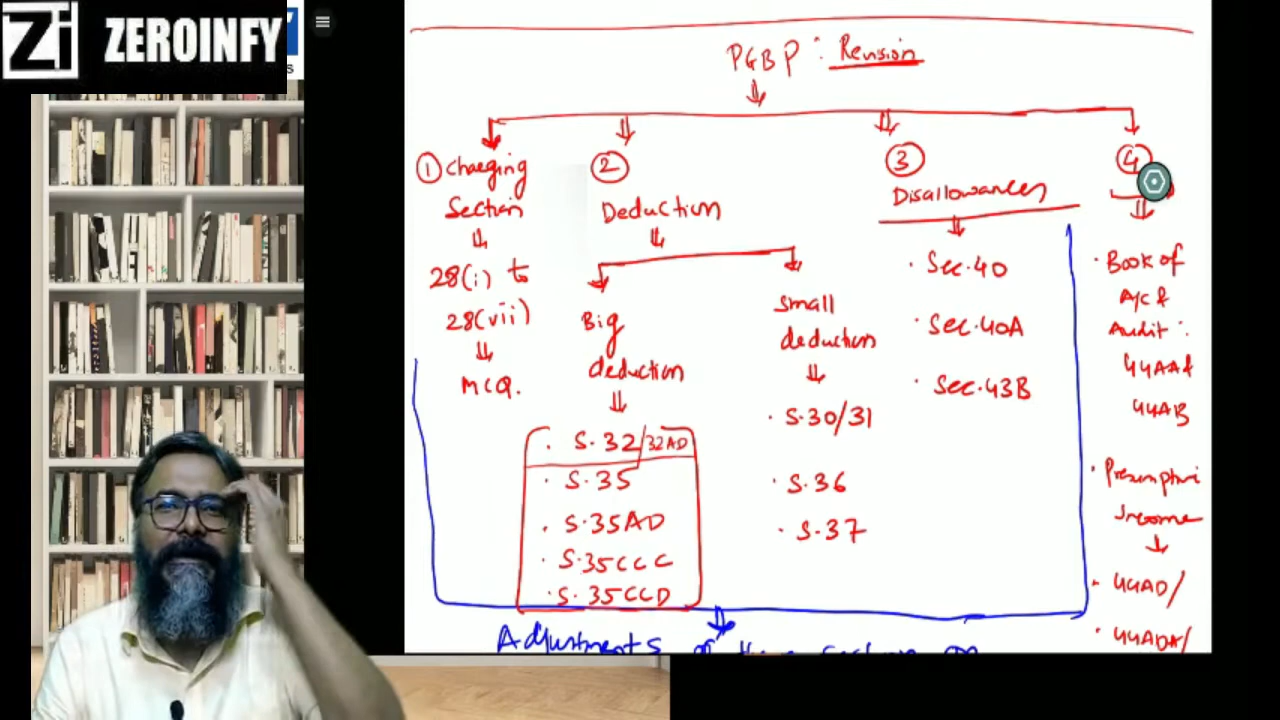 Zi ZEROINFY
s
PGBP : Revision
① Charging
Section
28(i) to
28(vii)
MCQ.
②
Deduction
Big
deduction
· S.32/32AD
· S.35
· S.35AD
· S.35CCC
· S.35CCD
Small
deduction
· S.30/31
· S.36
· S.37
③
Disallowances
· Sec.40
· Sec.40A
· Sec.43B
④
· Book of
A/C &
Audit :
44AA &
44AB
· Presumptive
Income
· 44AD/
· 44ADA/
Adjustments